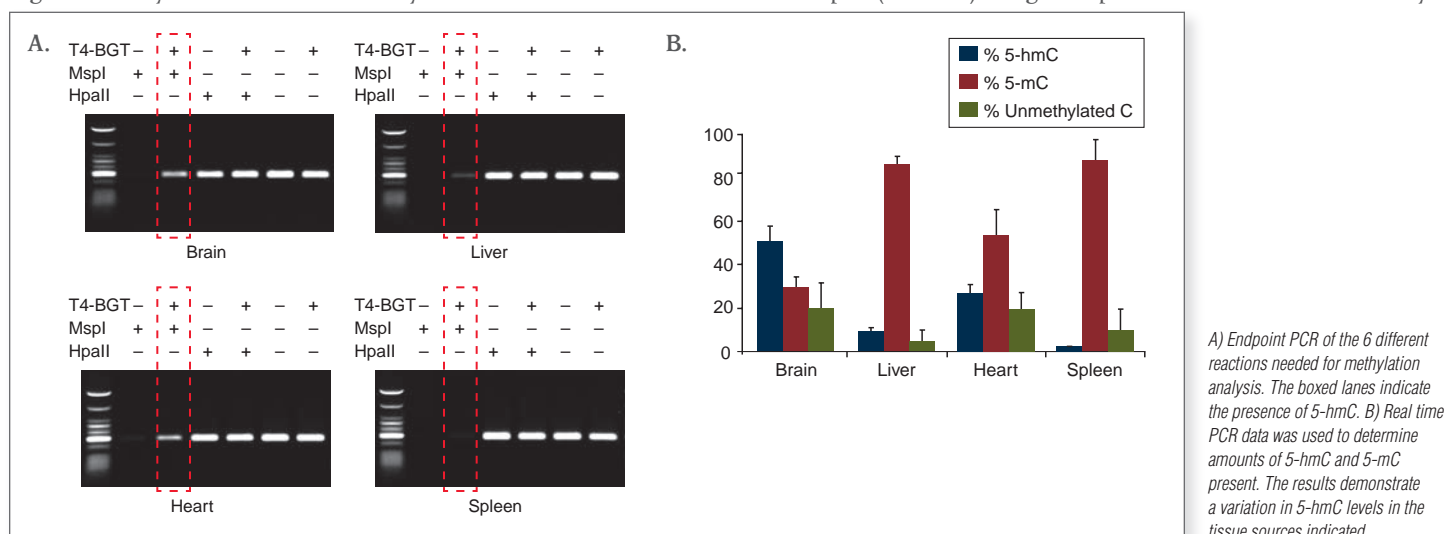 A.
T4-BGT – + – + – +
MspI + + – – – –
HpaII – – + + – –
Brain
T4-BGT – + – + – +
MspI + + – – – –
HpaII – – + + – –
Liver
T4-BGT – + – + – +
MspI + + – – – –
HpaII – – + + – –
Heart
T4-BGT – + – + – +
MspI + + – – – –
HpaII – – + + – –
Spleen
B.
% 5-hmC
% 5-mC
% Unmethylated C
100
80
60
40
20
0
Brain Liver Heart Spleen
A) Endpoint PCR of the 6 different
reactions needed for methylation
analysis. The boxed lanes indicate
the presence of 5-hmC. B) Real time
PCR data was used to determine
amounts of 5-hmC and 5-mC
present. The results demonstrate
a variation in 5-hmC levels in the
tissue sources indicated